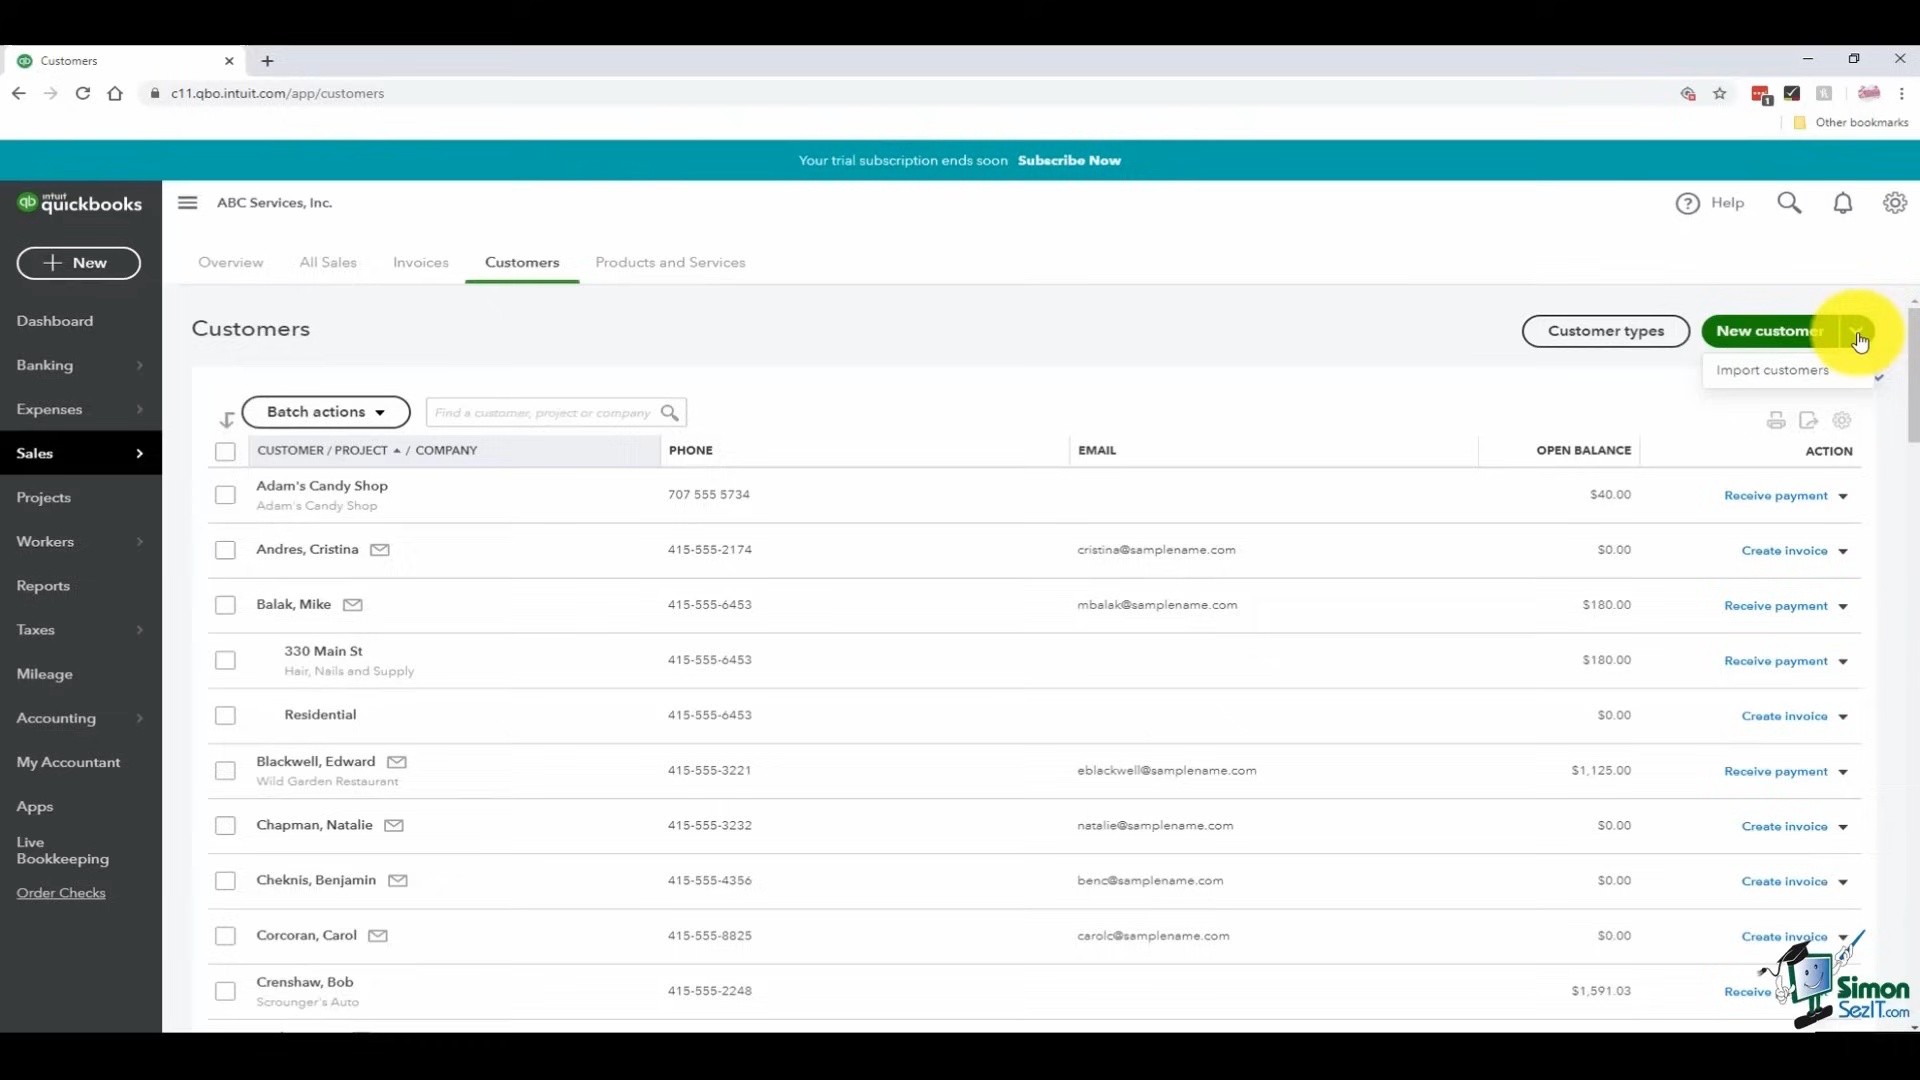 Customers
c11.qbo.intuit.com/app/customers
1
Other bookmarks
Your trial subscription ends soon Subscribe Now
qb intuit quickbooks
ABC Services, Inc.
? Help
+ New
Overview All Sales Invoices Customers Products and Services
Dashboard
Banking
Expenses
Sales
Projects
Workers
Reports
Taxes
Mileage
Accounting
My Accountant
Apps
Live
Bookkeeping
Order Checks
Customers
Customer types
New customer
Import customers
Batch actions
Find a customer, project or company
CUSTOMER / PROJECT / COMPANY PHONE EMAIL OPEN BALANCE ACTION
Adam's Candy Shop 707 555 5734 $40.00 Receive payment
Adam's Candy Shop
Andres, Cristina 415-555-2174 cristina@samplename.com $0.00 Create invoice
Balak, Mike 415-555-6453 mbalak@samplename.com $180.00 Receive payment
330 Main St 415-555-6453 $180.00 Receive payment
Hair, Nails and Supply
Residential 415-555-6453 $0.00 Create invoice
Blackwell, Edward 415-555-3221 eblackwell@samplename.com $1,125.00 Receive payment
Wild Garden Restaurant
Chapman, Natalie 415-555-3232 natalie@samplename.com $0.00 Create invoice
Cheknis, Benjamin 415-555-4356 benc@samplename.com $0.00 Create invoice
Corcoran, Carol 415-555-8825 carolc@samplename.com $0.00 Create invoice
Crenshaw, Bob 415-555-2248 $1,591.03 Receive
Scrounger's Auto
Simon
SezIT.com